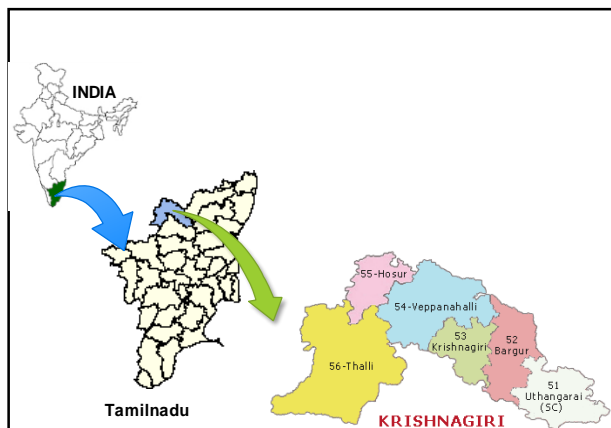 INDIA
Tamilnadu
55-Hosur
54-Veppanahalli
53
Krishnagiri
52
Bargur
56-Thalli
51
Uthangarai
(SC)
KRISHNAGIRI